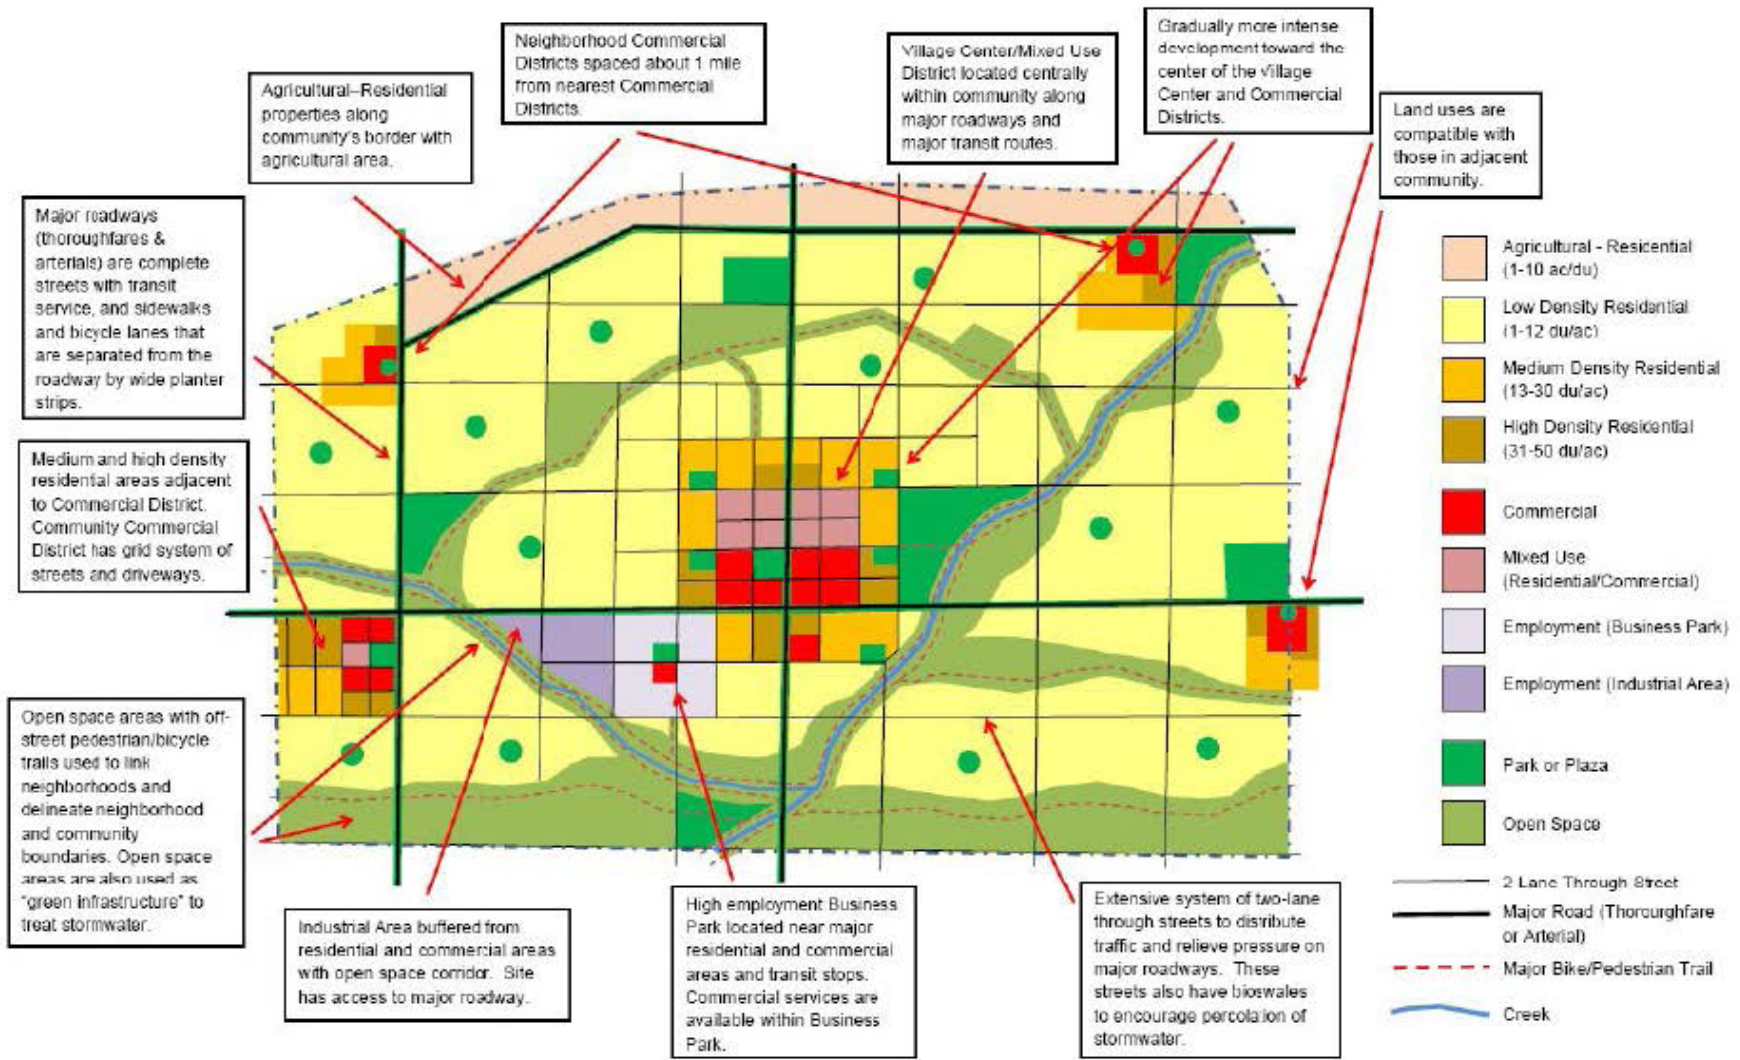 Neighborhood Commercial
Districts spaced about 1 mile
from nearest Commercial
Districts.
Village Center/Mixed Use
District located centrally
within community along
major roadways and
major transit routes.
Gradually more intense
development toward the
center of the Village
Center and Commercial
Districts.
Land uses are
compatible with
those in adjacent
community.
Agricultural–Residential
properties along
community's border with
agricultural area.
Major roadways
(thoroughfares &
arterials) are complete
streets with transit
service, and sidewalks
and bicycle lanes that
are separated from the
roadway by wide planter
strips.
Medium and high density
residential areas adjacent
to Commercial District.
Community Commercial
District has grid system of
streets and driveways.
Open space areas with off-
street pedestrian/bicycle
trails used to link
neighborhoods and
delineate neighborhood
and community
boundaries. Open space
areas are also used as
"green infrastructure" to
treat stormwater.
Industrial Area buffered from
residential and commercial areas
with open space corridor. Site
has access to major roadway.
High employment Business
Park located near major
residential and commercial
areas and transit stops.
Commercial services are
available within Business
Park.
Extensive system of two-lane
through streets to distribute
traffic and relieve pressure on
major roadways. These
streets also have bioswales
to encourage percolation of
stormwater.
Agricultural - Residential
(1-10 ac/du)
Low Density Residential
(1-12 du/ac)
Medium Density Residential
(13-30 du/ac)
High Density Residential
(31-50 du/ac)
Commercial
Mixed Use
(Residential/Commercial)
Employment (Business Park)
Employment (Industrial Area)
Park or Plaza
Open Space
2 Lane Through Street
Major Road (Thorourghfare
or Arterial)
Major Bike/Pedestrian Trail
Creek